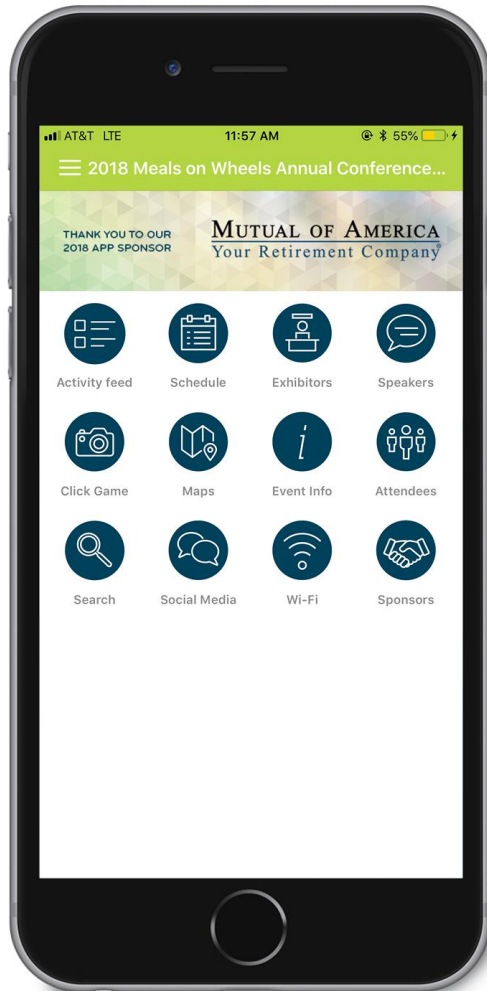 AT&T LTE 11:57 AM 55%
2018 Meals on Wheels Annual Conference...
THANK YOU TO OUR
2018 APP SPONSOR
MUTUAL OF AMERICA
Your Retirement Company®
Activity feed Schedule Exhibitors Speakers
Click Game Maps Event Info Attendees
Search Social Media Wi-Fi Sponsors